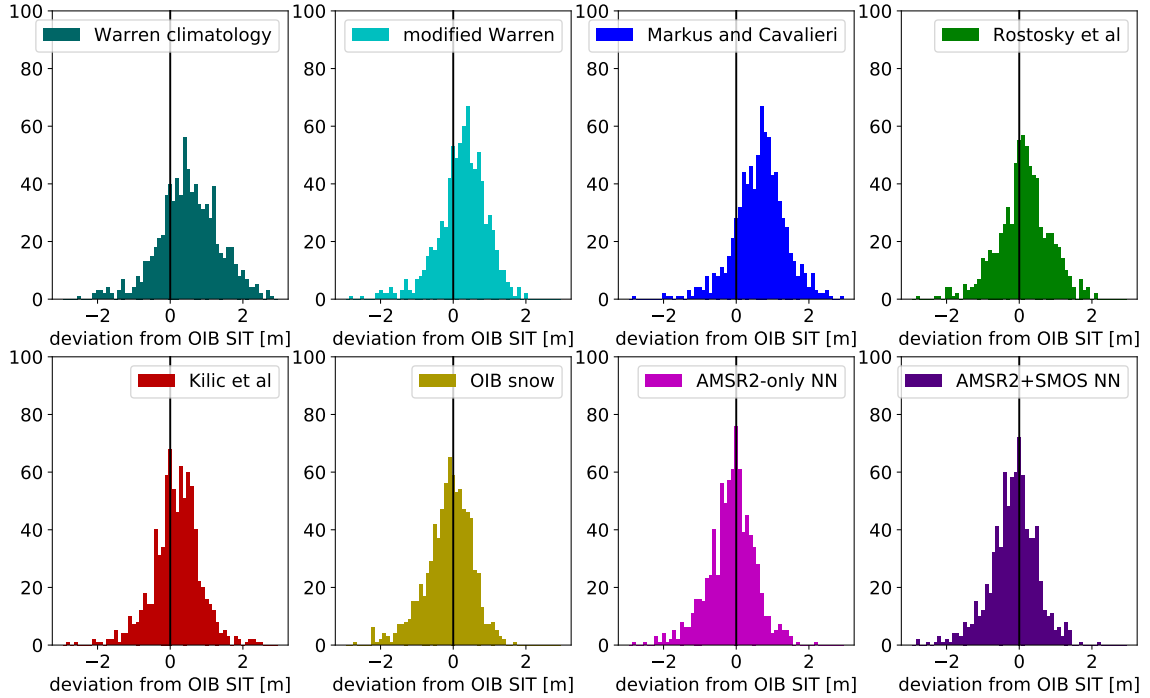 100
80
60
40
20
0
Warren climatology
−2 0 2
deviation from OIB SIT [m]
100
80
60
40
20
0
modified Warren
−2 0 2
deviation from OIB SIT [m]
100
80
60
40
20
0
Markus and Cavalieri
−2 0 2
deviation from OIB SIT [m]
100
80
60
40
20
0
Rostosky et al
−2 0 2
deviation from OIB SIT [m]
100
80
60
40
20
0
Kilic et al
−2 0 2
deviation from OIB SIT [m]
100
80
60
40
20
0
OIB snow
−2 0 2
deviation from OIB SIT [m]
100
80
60
40
20
0
AMSR2-only NN
−2 0 2
deviation from OIB SIT [m]
100
80
60
40
20
0
AMSR2+SMOS NN
−2 0 2
deviation from OIB SIT [m]